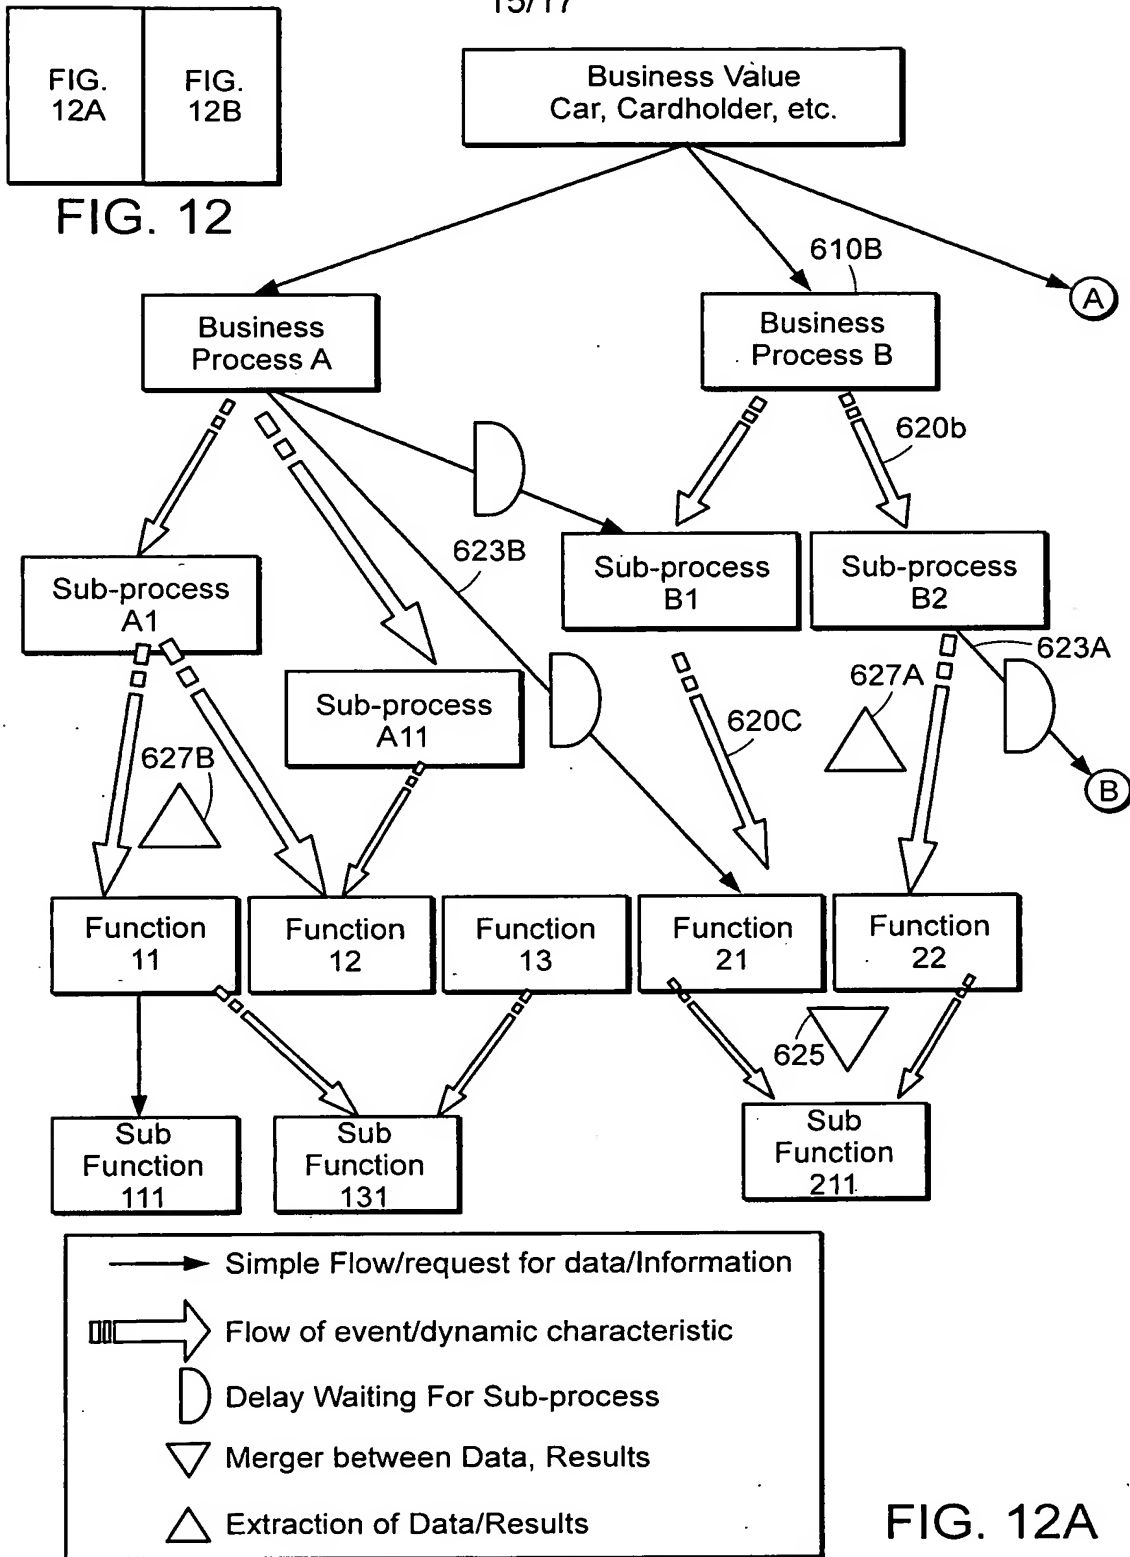 15/17
FIG.
12A
FIG.
12B
FIG. 12
Business Value
Car, Cardholder, etc.
610B
A
Business
Process A
Business
Process B
620b
623B
Sub-process
A1
Sub-process
B1
Sub-process
B2
623A
627A
Sub-process
A11
620C
627B
B
Function
11
Function
12
Function
13
Function
21
Function
22
625
Sub
Function
111
Sub
Function
131
Sub
Function
211
Simple Flow/request for data/Information
Flow of event/dynamic characteristic
Delay Waiting For Sub-process
Merger between Data, Results
Extraction of Data/Results
FIG. 12A